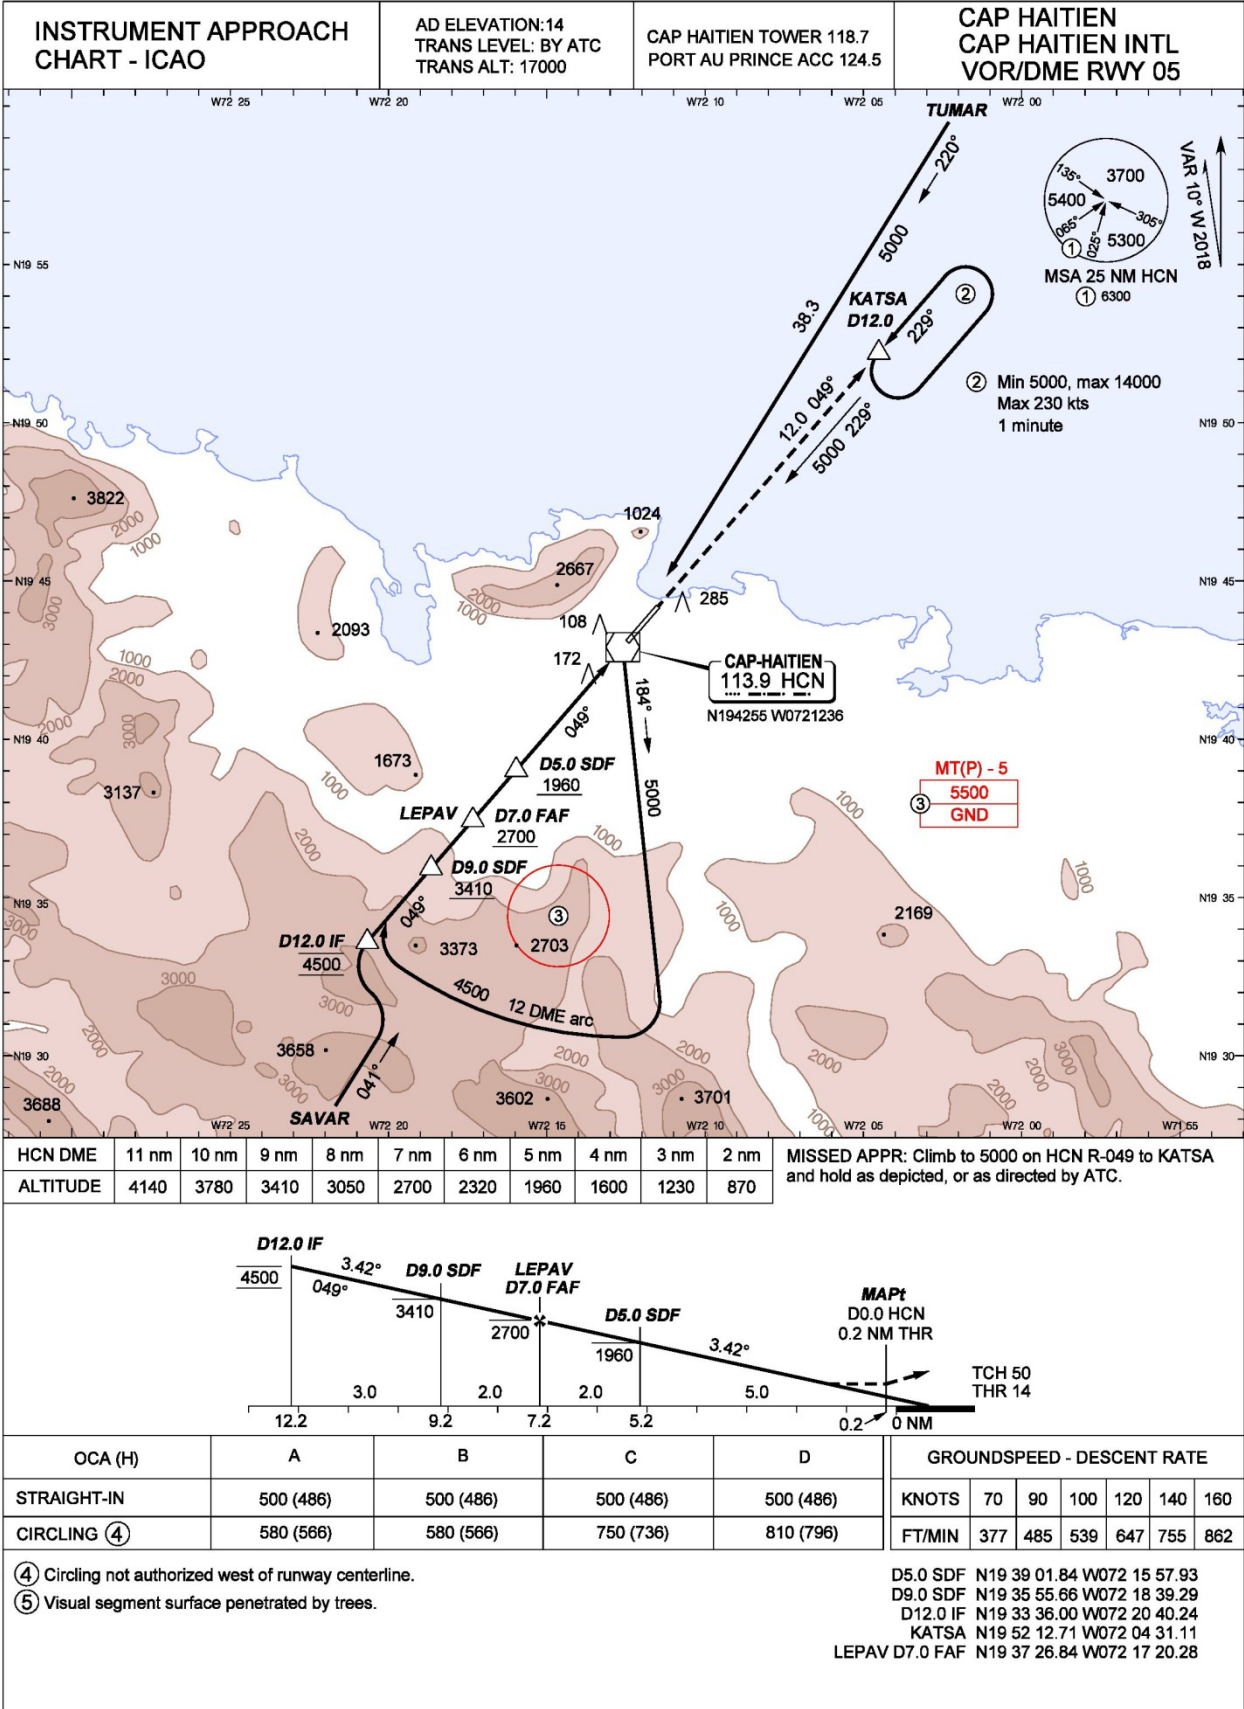 INSTRUMENT APPROACH
CHART - ICAO
AD ELEVATION:14
TRANS LEVEL: BY ATC
TRANS ALT: 17000
CAP HAITIEN TOWER 118.7
PORT AU PRINCE ACC 124.5
CAP HAITIEN
CAP HAITIEN INTL
VOR/DME RWY 05
W72 25
W72 20
W72 10
W72 05
W72 00
TUMAR
220°
5000
38.3
135°
3700
5400
065°
025°
305°
5300
①
MSA 25 NM HCN
① 6300
VAR 10° W 2018
N19 55
KATSA
D12.0
②
229°
② Min 5000, max 14000
Max 230 kts
1 minute
12.0 049°
5000 229°
N19 50
N19 50
3822
2000
1000
1024
2667
2000
1000
N19 45
N19 45
3000
285
108
2093
172
1000
2000
CAP-HAITIEN
113.9 HCN
N194255 W0721236
184°
5000
049°
2000
3000
N19 40
N19 40
1673
1000
3137
D5.0 SDF
1960
LEPAV
D7.0 FAF
2700
MT(P) - 5
5500
GND
③
1000
2000
1000
D9.0 SDF
3410
1000
1000
N19 35
N19 35
3000
049°
③
2169
D12.0 IF
4500
3373
2703
3000
3000
4500
12 DME arc
N19 30
N19 30
2000
3658
041°
3000
2000
2000
2000
3000
3000
3000
2000
1000
3688
3602
3701
SAVAR
W72 25
W72 20
W72 15
W72 10
W72 05
W72 00
W71 55
HCN DME 11 nm 10 nm 9 nm 8 nm 7 nm 6 nm 5 nm 4 nm 3 nm 2 nm
ALTITUDE 4140 3780 3410 3050 2700 2320 1960 1600 1230 870
MISSED APPR: Climb to 5000 on HCN R-049 to KATSA
and hold as depicted, or as directed by ATC.
D12.0 IF
4500
3.42°
049°
D9.0 SDF
3410
LEPAV
D7.0 FAF
2700
D5.0 SDF
1960
3.42°
MAPt
D0.0 HCN
0.2 NM THR
TCH 50
THR 14
3.0 2.0 2.0 5.0
12.2 9.2 7.2 5.2 0.2 0 NM
OCA (H) A B C D
STRAIGHT-IN 500 (486) 500 (486) 500 (486) 500 (486)
CIRCLING ④ 580 (566) 580 (566) 750 (736) 810 (796)
GROUNDSPEED - DESCENT RATE
KNOTS 70 90 100 120 140 160
FT/MIN 377 485 539 647 755 862
④ Circling not authorized west of runway centerline.
⑤ Visual segment surface penetrated by trees.
D5.0 SDF N19 39 01.84 W072 15 57.93
D9.0 SDF N19 35 55.66 W072 18 39.29
D12.0 IF N19 33 36.00 W072 20 40.24
KATSA N19 52 12.71 W072 04 31.11
LEPAV D7.0 FAF N19 37 26.84 W072 17 20.28